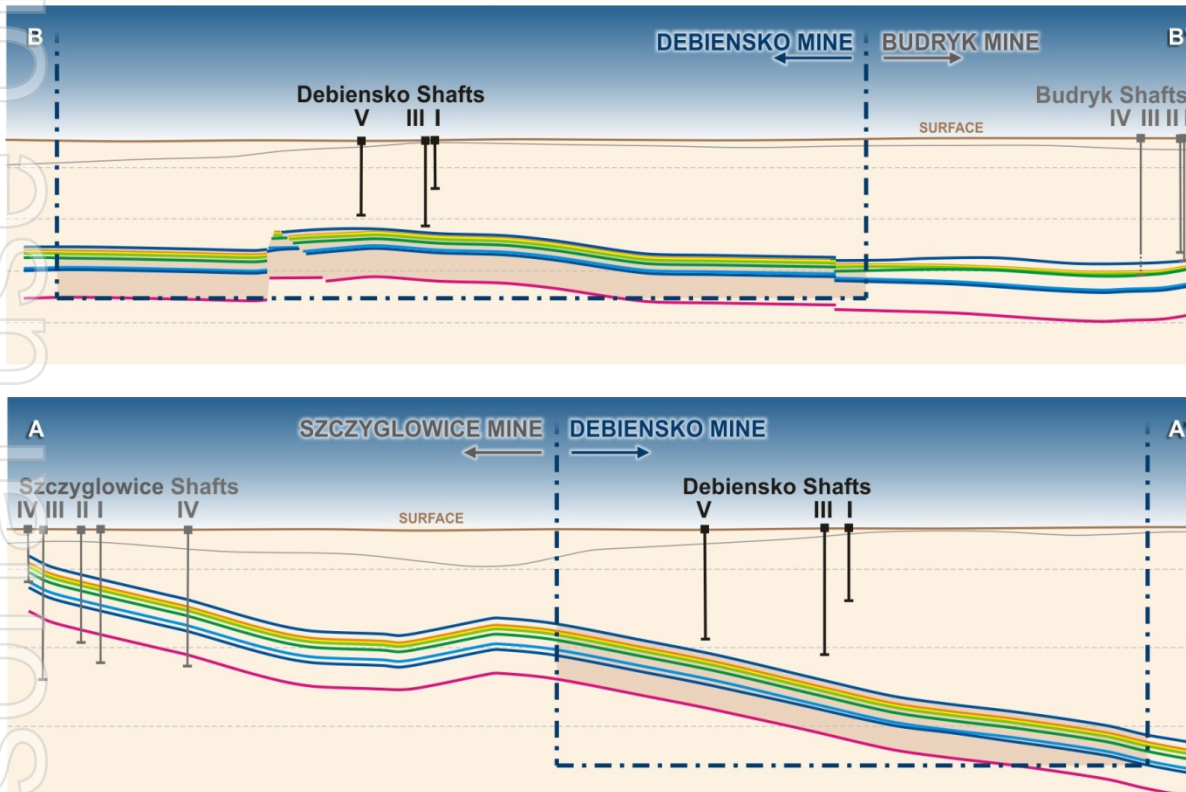 B
DEBIENSKO MINE
BUDRYK MINE
B'
Debiensko Shafts
V III I
Budryk Shafts
IV III II I
SURFACE
A
SZCZYGLOWICE MINE
DEBIENSKO MINE
A'
Szczyglowice Shafts
IV III II I IV
Debiensko Shafts
V III I
SURFACE